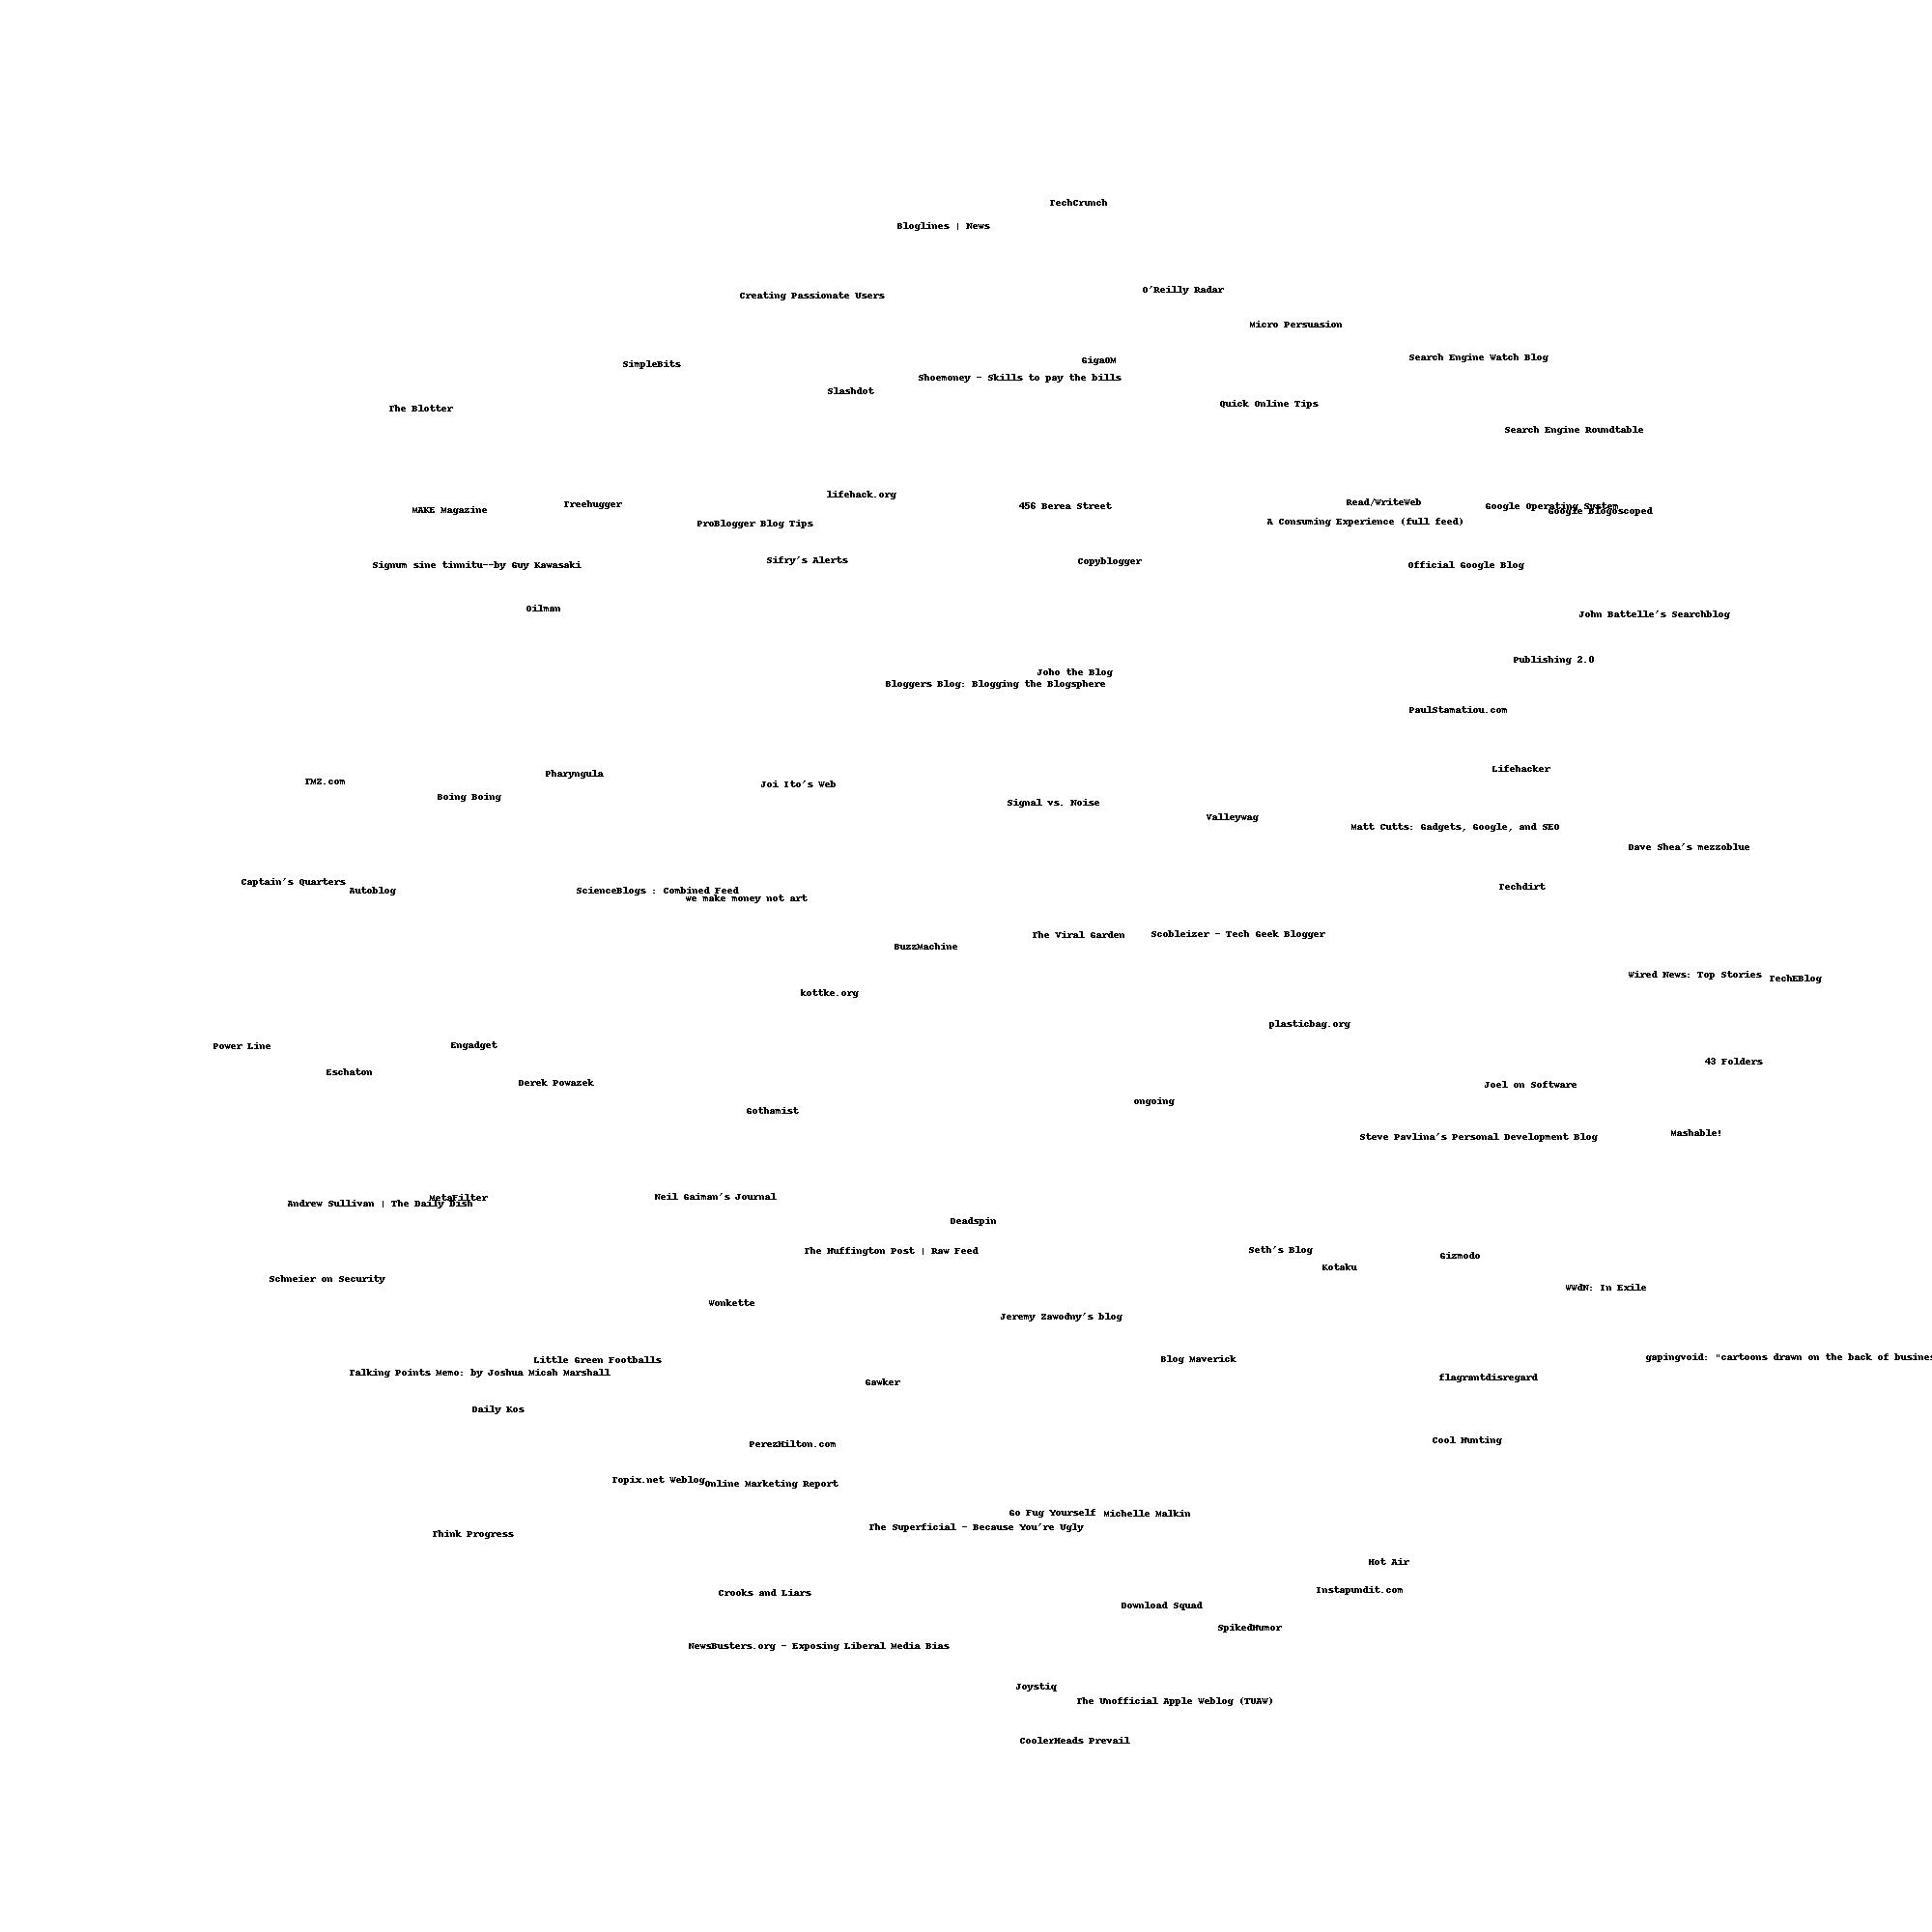 TechCrunch
Bloglines | News
O'Reilly Radar
Creating Passionate Users
Micro Persuasion
Search Engine Watch Blog
GigaOM
SimpleBits
Shoemoney - Skills to pay the bills
Slashdot
Quick Online Tips
The Blotter
Search Engine Roundtable
lifehack.org
Read/WriteWeb
Treehugger
456 Berea Street
Google Operating System
MAKE Magazine
Google Blogoscoped
A Consuming Experience (full feed)
ProBlogger Blog Tips
Sifry's Alerts
Copyblogger
Signum sine tinnitu--by Guy Kawasaki
Official Google Blog
Oilman
John Battelle's Searchblog
Publishing 2.0
Joho the Blog
Bloggers Blog: Blogging the Blogsphere
PaulStamatiou.com
Lifehacker
Pharyngula
TMZ.com
Joi Ito's Web
Boing Boing
Signal vs. Noise
Valleywag
Matt Cutts: Gadgets, Google, and SEO
Dave Shea's mezzoblue
Captain's Quarters
Techdirt
Autoblog
ScienceBlogs : Combined Feed
we make money not art
Scobleizer - Tech Geek Blogger
The Viral Garden
BuzzMachine
Wired News: Top Stories
TechEBlog
kottke.org
plasticbag.org
Engadget
Power Line
43 Folders
Eschaton
Derek Powazek
Joel on Software
ongoing
Gothamist
Mashable!
Steve Pavlina's Personal Development Blog
Neil Gaiman's Journal
MetaFilter
Andrew Sullivan | The Daily Dish
Deadspin
Seth's Blog
The Huffington Post | Raw Feed
Gizmodo
Kotaku
Schneier on Security
WWdN: In Exile
Wonkette
Jeremy Zawodny's blog
gapingvoid: "cartoons drawn on the back of busines
Blog Maverick
Little Green Footballs
Talking Points Memo: by Joshua Micah Marshall
flagrantdisregard
Gawker
Daily Kos
Cool Hunting
PerezHilton.com
Topix.net Weblog
Online Marketing Report
Go Fug Yourself
Michelle Malkin
The Superficial - Because You're Ugly
Think Progress
Hot Air
Instapundit.com
Crooks and Liars
Download Squad
SpikedHumor
NewsBusters.org - Exposing Liberal Media Bias
Joystiq
The Unofficial Apple Weblog (TUAW)
CoolerHeads Prevail